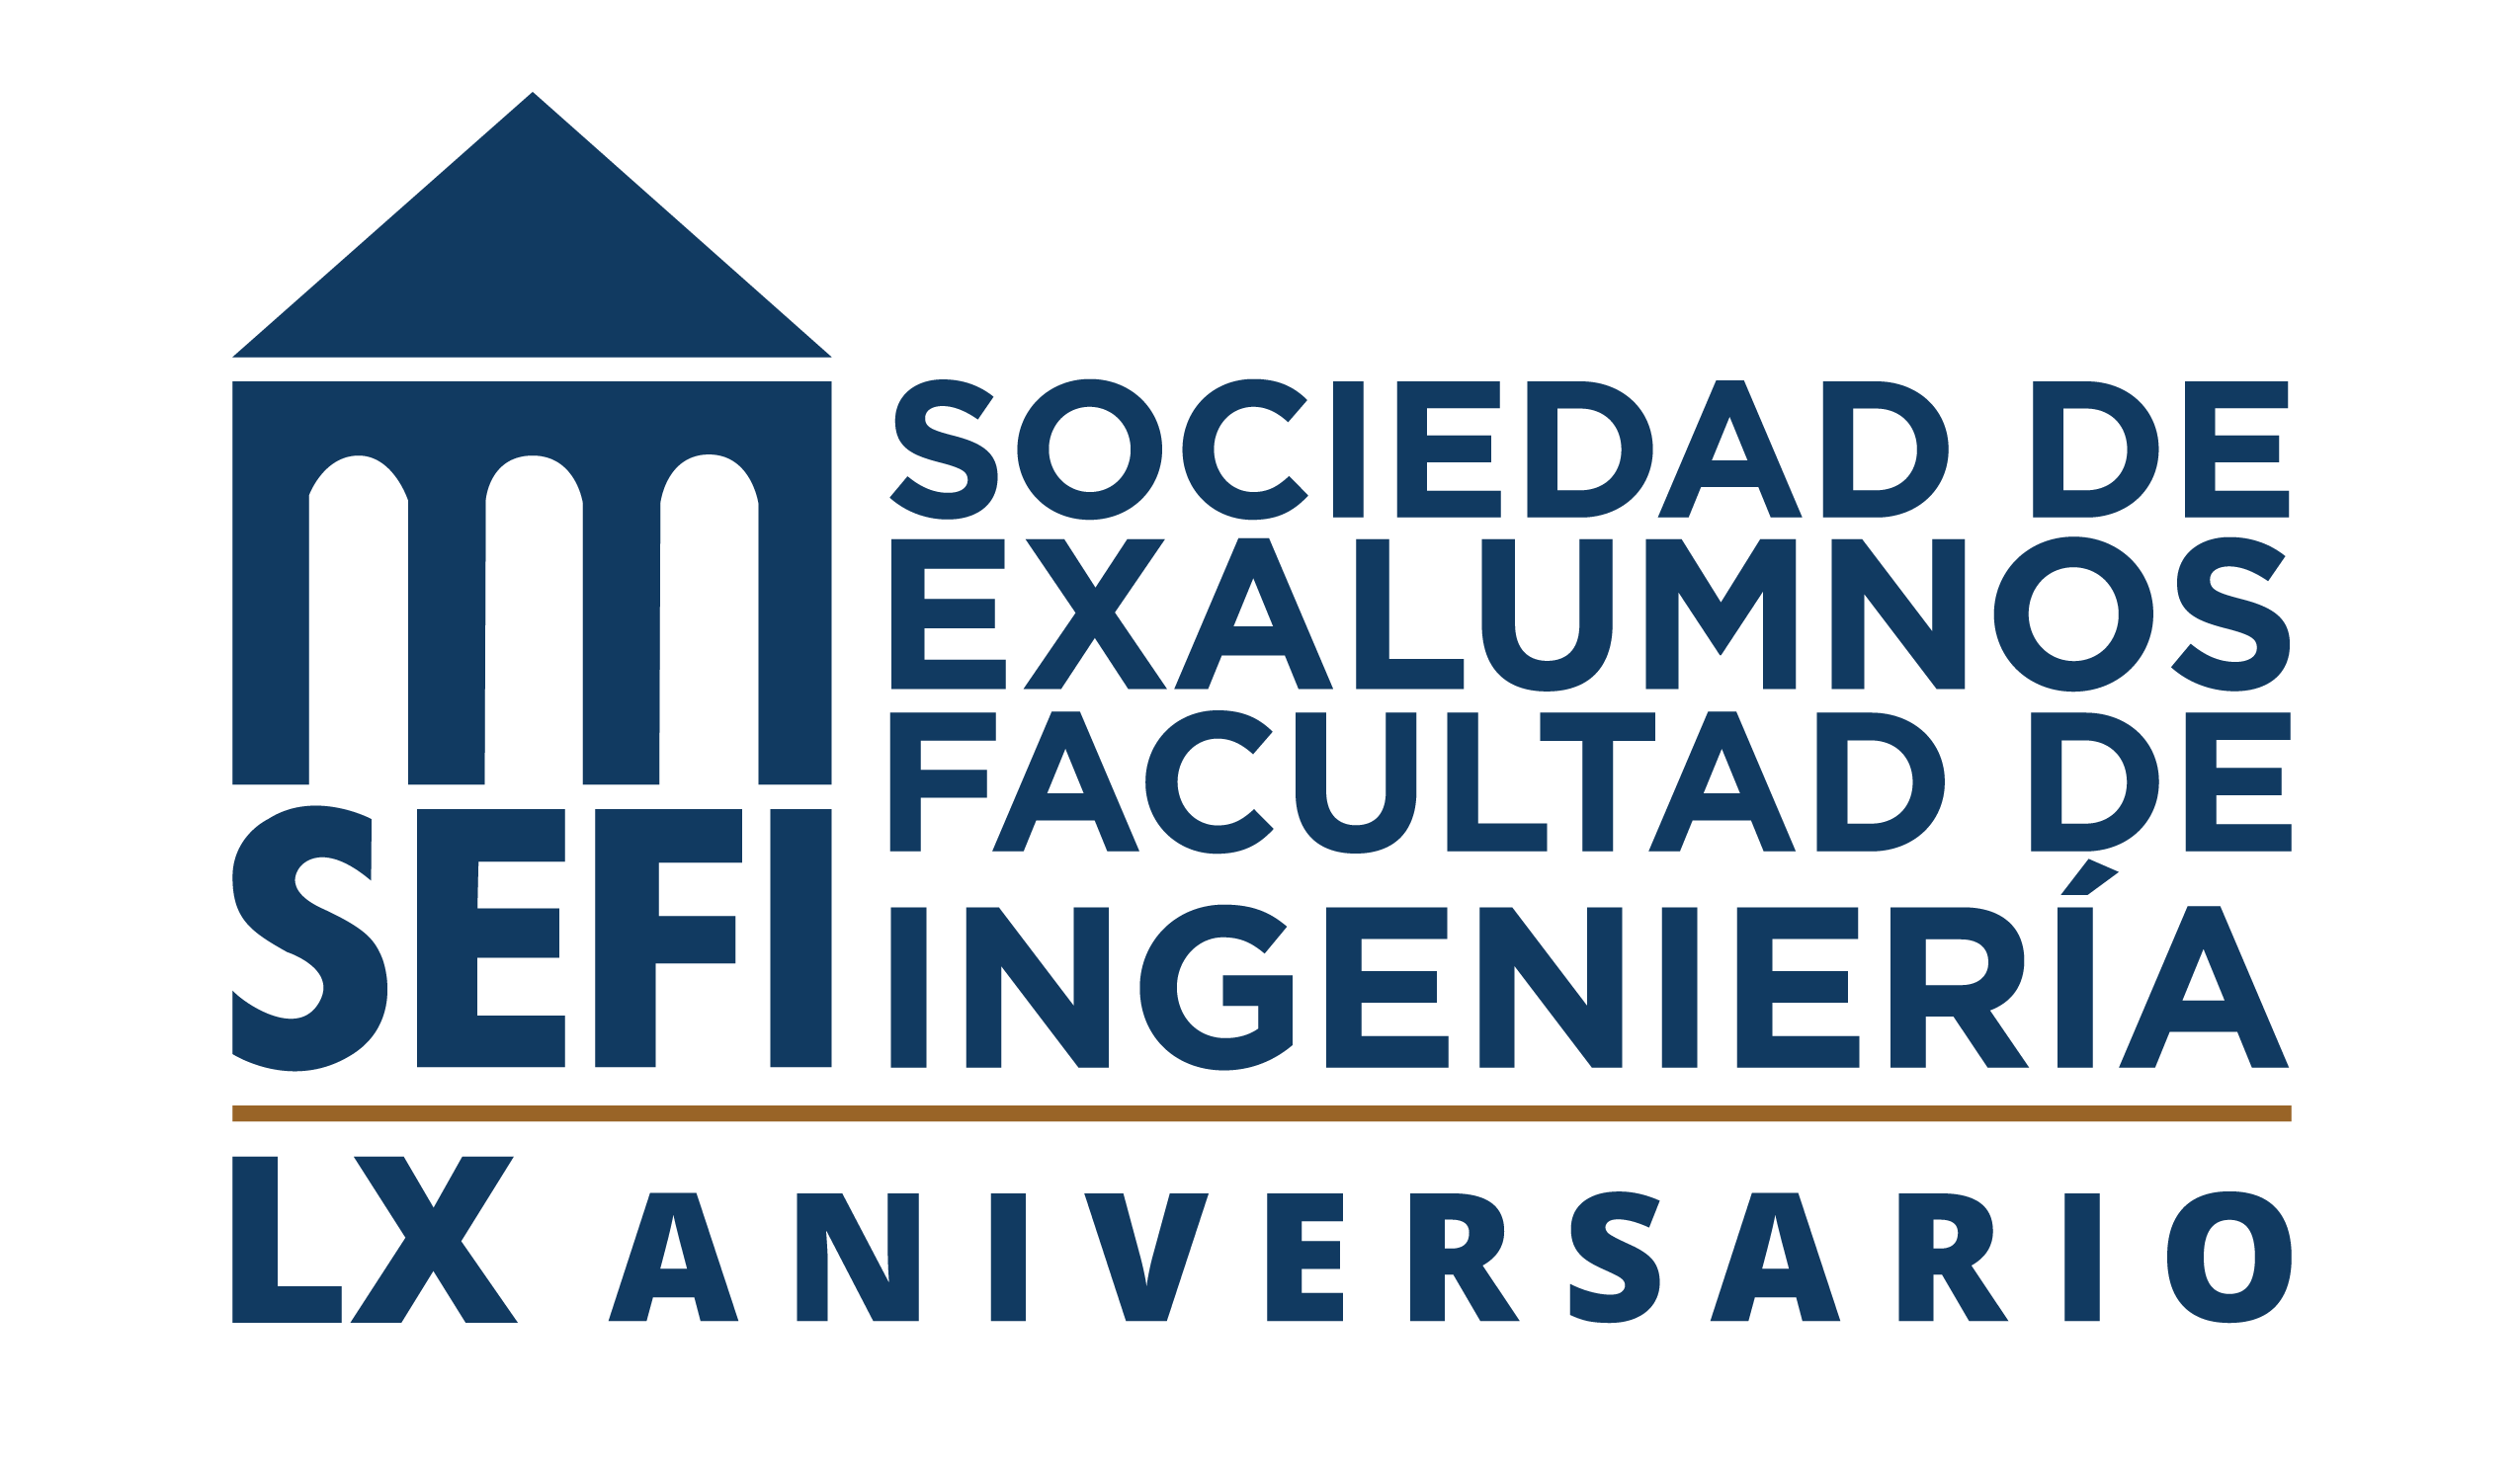 SEFI
SOCIEDAD DE
EXALUMNOS
FACULTAD DE
INGENIERÍA
LX ANIVERSARIO